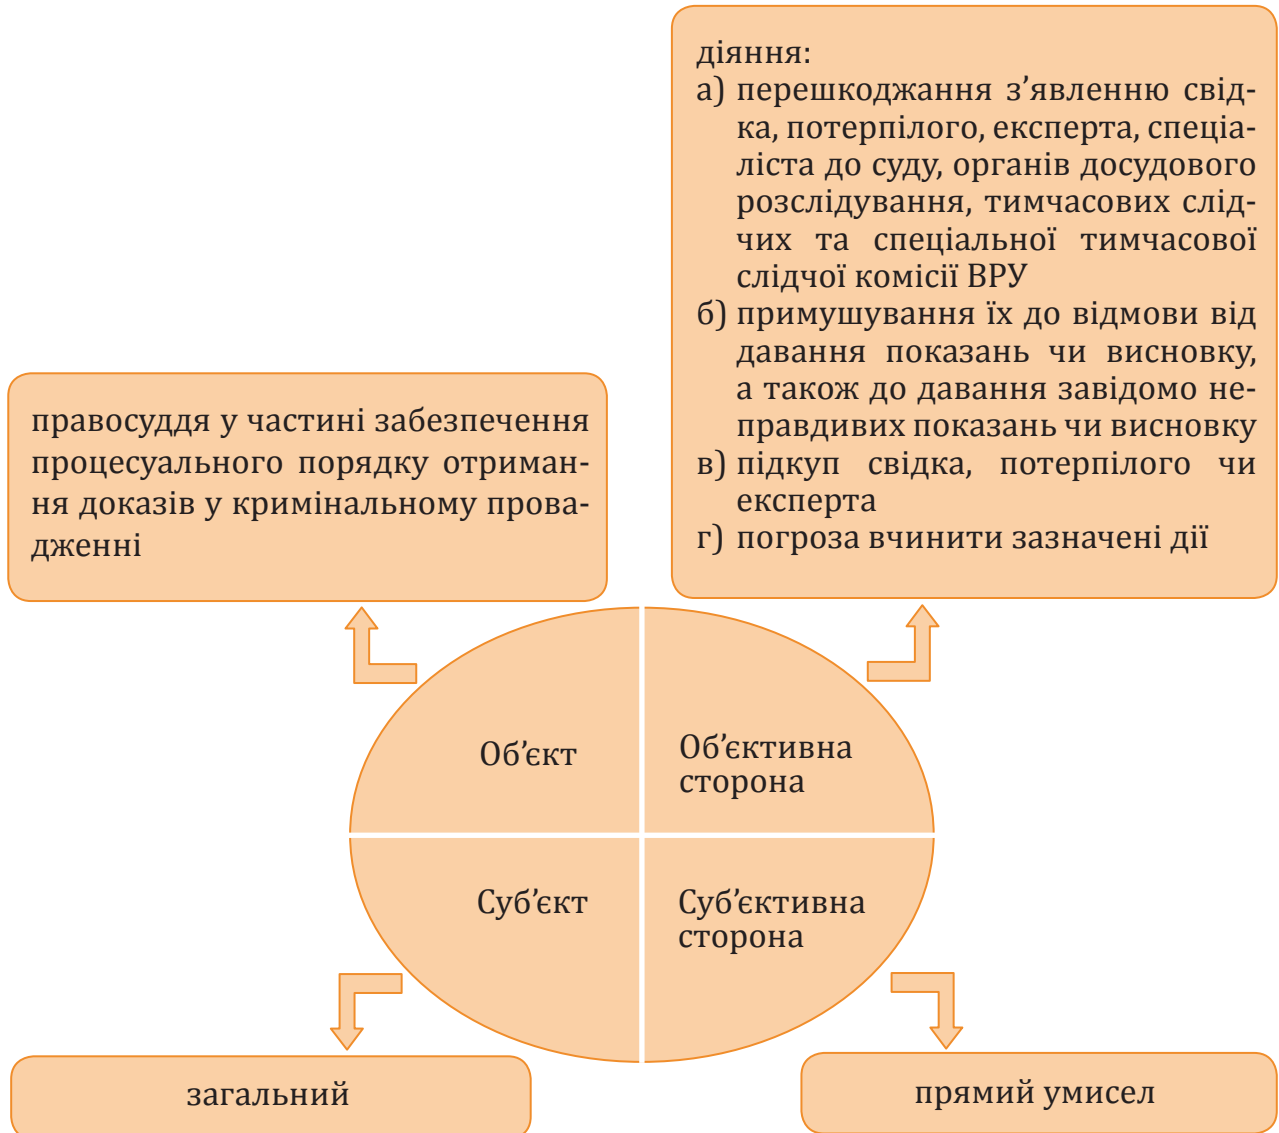 діяння:
а) перешкоджання з’явленню свід-
ка, потерпілого, експерта, спеціа-
ліста до суду, органів досудового
розслідування, тимчасових слід-
чих та спеціальної тимчасової
слідчої комісії ВРУ
б) примушування їх до відмови від
давання показань чи висновку,
а також до давання завідомо не-
правдивих показань чи висновку
в) підкуп свідка, потерпілого чи
експерта
г) погроза вчинити зазначені дії
правосуддя у частині забезпечення
процесуального порядку отриман-
ня доказів у кримінальному прова-
дженні
Об’єкт
Об’єктивна
сторона
Суб’єкт
Суб’єктивна
сторона
загальний
прямий умисел